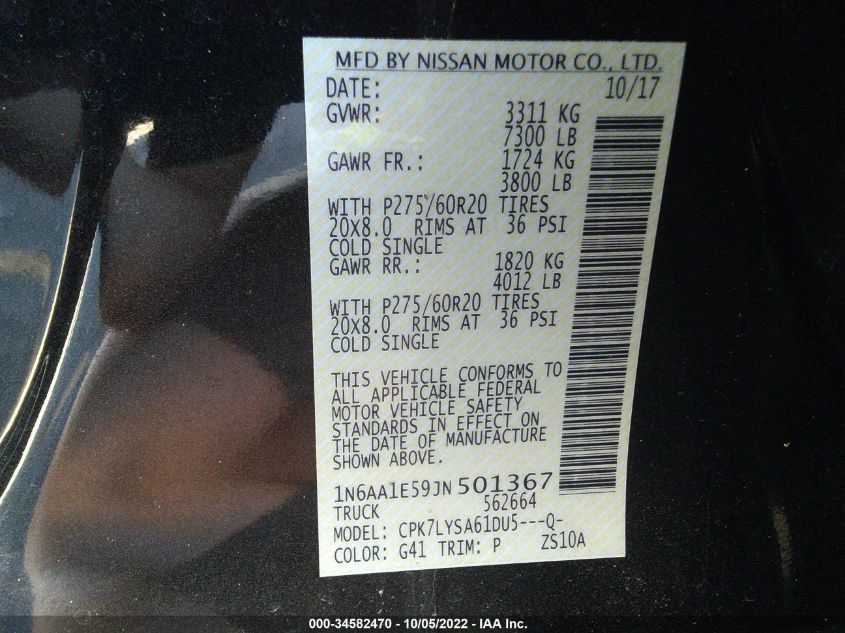 MFD BY NISSAN MOTOR CO., LTD.
DATE: 10/17
GVWR: 3311 KG
7300 LB
GAWR FR.: 1724 KG
3800 LB
WITH P275/60R20 TIRES
20X8.0 RIMS AT 36 PSI
COLD SINGLE
GAWR RR.: 1820 KG
4012 LB
WITH P275/60R20 TIRES
20X8.0 RIMS AT 36 PSI
COLD SINGLE
THIS VEHICLE CONFORMS TO
ALL APPLICABLE FEDERAL
MOTOR VEHICLE SAFETY
STANDARDS IN EFFECT ON
THE DATE OF MANUFACTURE
SHOWN ABOVE.
1N6AA1E59JN501367
TRUCK 562664
MODEL: CPK7LYSA61DU5---Q-
COLOR: G41 TRIM: P ZS10A
000-34582470 - 10/05/2022 - IAA Inc.